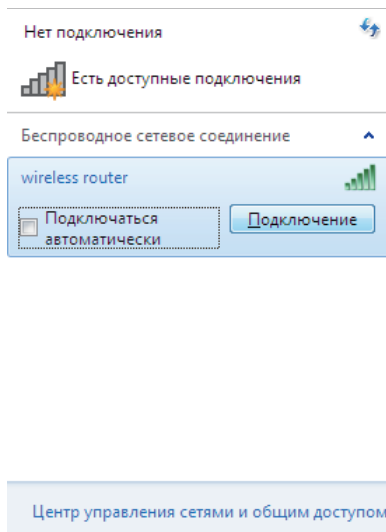 Нет подключения
Есть доступные подключения
Беспроводное сетевое соединение
wireless router
Подключаться
автоматически
Подключение
Центр управления сетями и общим доступом